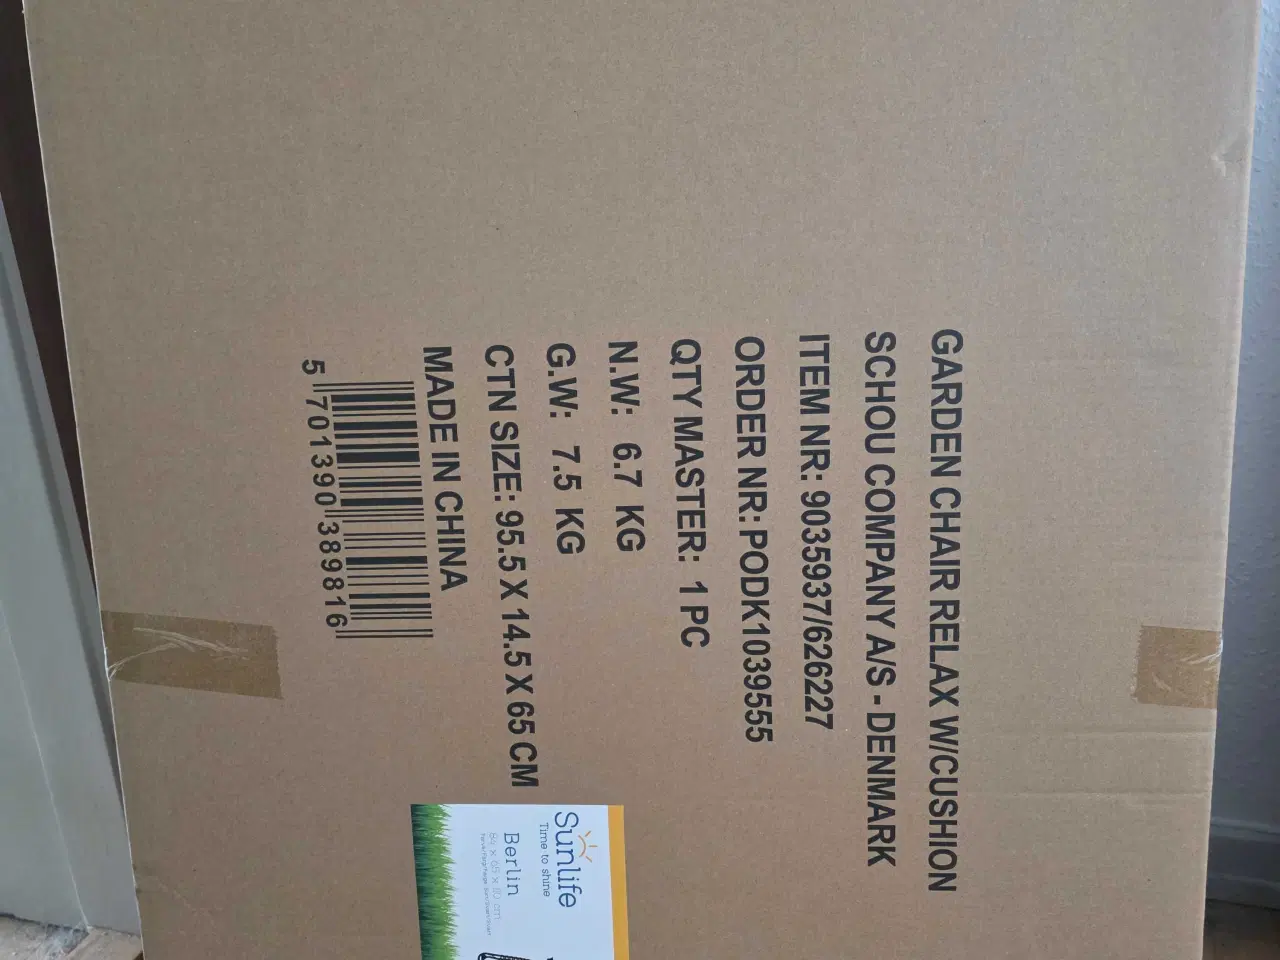 GARDEN CHAIR RELAX W/CUSHION
SCHOU COMPANY A/S - DENMARK
ITEM NR: 9035937/626227
ORDER NR: PODK1039555
QTY MASTER: 1 PC
N.W: 6.7 KG
G.W: 7.5 KG
CTN SIZE: 95.5 X 14.5 X 65 CM
MADE IN CHINA
5 701390 389816
Sunlife
Time to shine
Berlin